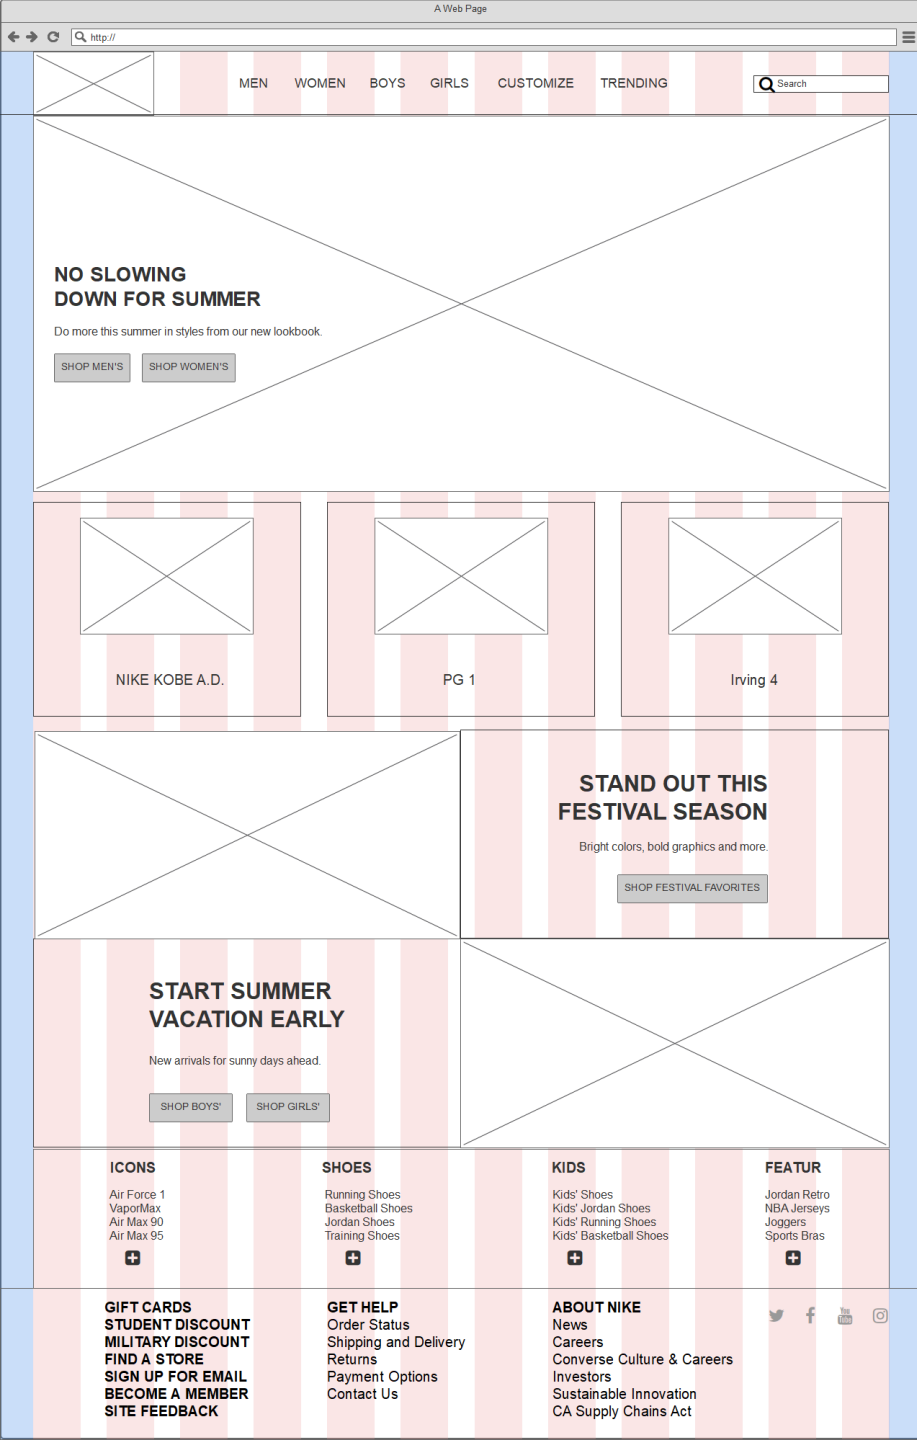 A Web Page
http://
MEN WOMEN BOYS GIRLS CUSTOMIZE TRENDING
Search
NO SLOWING
DOWN FOR SUMMER
Do more this summer in styles from our new lookbook.
SHOP MEN'S SHOP WOMEN'S
NIKE KOBE A.D. PG 1 Irving 4
STAND OUT THIS
FESTIVAL SEASON
Bright colors, bold graphics and more.
SHOP FESTIVAL FAVORITES
START SUMMER
VACATION EARLY
New arrivals for sunny days ahead.
SHOP BOYS' SHOP GIRLS'
ICONS
Air Force 1
VaporMax
Air Max 90
Air Max 95
SHOES
Running Shoes
Basketball Shoes
Jordan Shoes
Training Shoes
KIDS
Kids' Shoes
Kids' Jordan Shoes
Kids' Running Shoes
Kids' Basketball Shoes
FEATUR
Jordan Retro
NBA Jerseys
Joggers
Sports Bras
GIFT CARDS
STUDENT DISCOUNT
MILITARY DISCOUNT
FIND A STORE
SIGN UP FOR EMAIL
BECOME A MEMBER
SITE FEEDBACK
GET HELP
Order Status
Shipping and Delivery
Returns
Payment Options
Contact Us
ABOUT NIKE
News
Careers
Converse Culture & Careers
Investors
Sustainable Innovation
CA Supply Chains Act
You
Tube